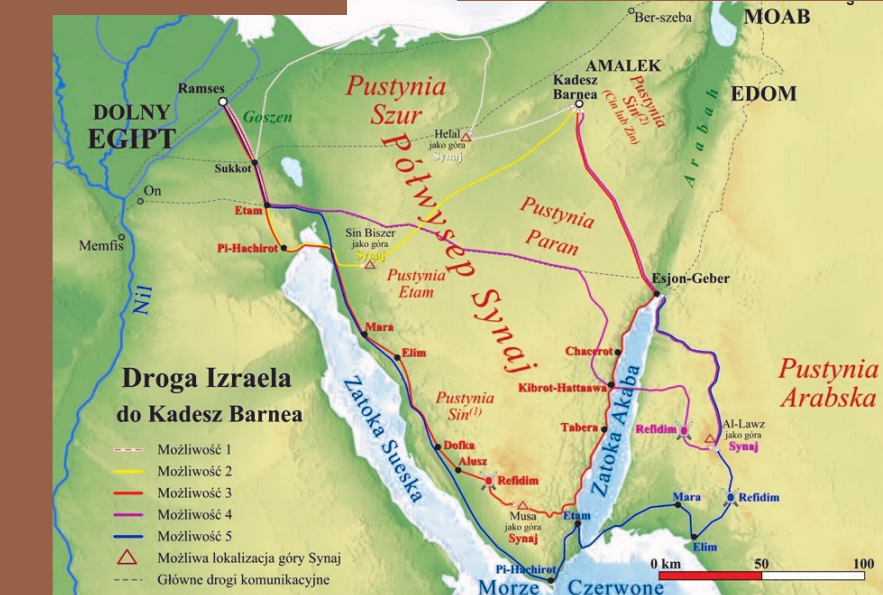 Ber-szeba
MOAB
AMALEK
Kadesz
Barnea
Pustynia
Sin(2)
(Cin lub Zin)
EDOM
Arabah
Ramses
Pustynia
Szur
DOLNY
EGIPT
Goszen
Helal
jako góra
Synaj
Półwysep Synaj
Sukkot
On
Etam
Pustynia
Paran
Memfis
Pi-Hachirot
Sin Biszer
jako góra
Synaj
Pustynia
Etam
Esjon-Geber
Nil
Mara
Elim
Chacerot
Droga Izraela
do Kadesz Barnea
Zatoka Sueska
Pustynia
Sin(1)
Kibrot-Hattaawa
Zatoka Akaba
Pustynia
Arabska
Tabera
Refidim
Al-Lawz
jako góra
Synaj
Możliwość 1
Możliwość 2
Możliwość 3
Możliwość 4
Możliwość 5
Możliwa lokalizacja góry Synaj
Główne drogi komunikacyjne
Dofka
Alusz
Refidim
Musa
jako góra
Synaj
Etam
Mara
Refidim
Elim
Pi-Hachirot
0 km
50
100
Morze Czerwone